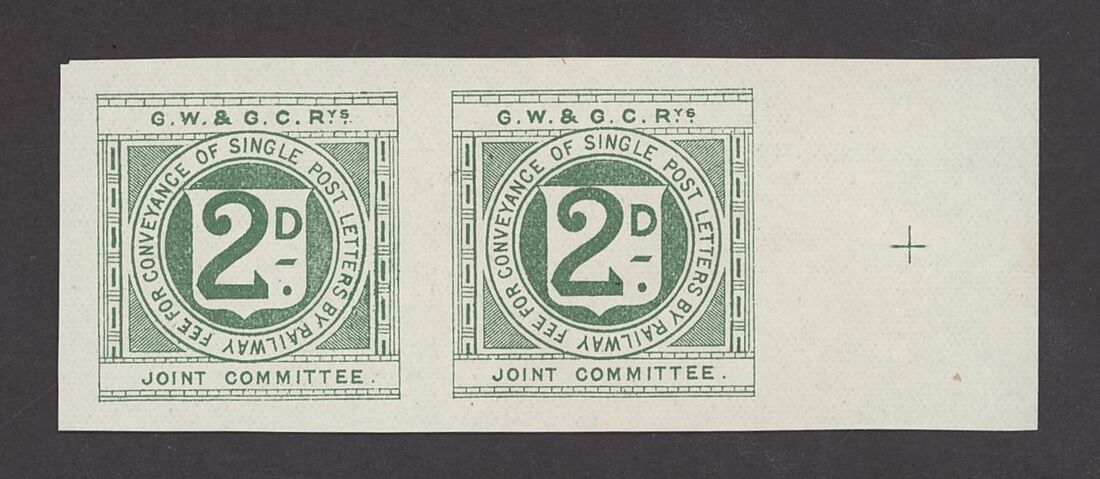 G. W. & G. C. Rys.
FEE FOR CONVEYANCE OF SINGLE POST LETTERS BY RAILWAY
2D.
JOINT COMMITTEE.
G. W. & G. C. Rys.
FEE FOR CONVEYANCE OF SINGLE POST LETTERS BY RAILWAY
2D.
JOINT COMMITTEE.